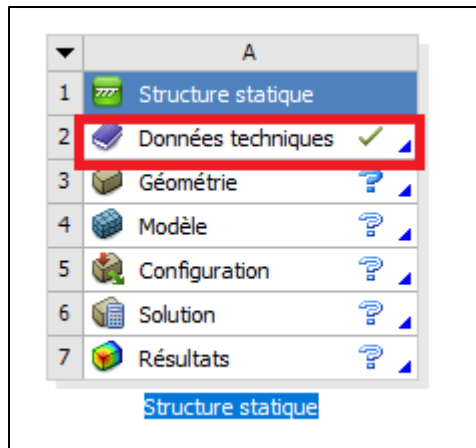 A
1 Structure statique
2 Données techniques
3 Géométrie
4 Modèle
5 Configuration
6 Solution
7 Résultats
Structure statique